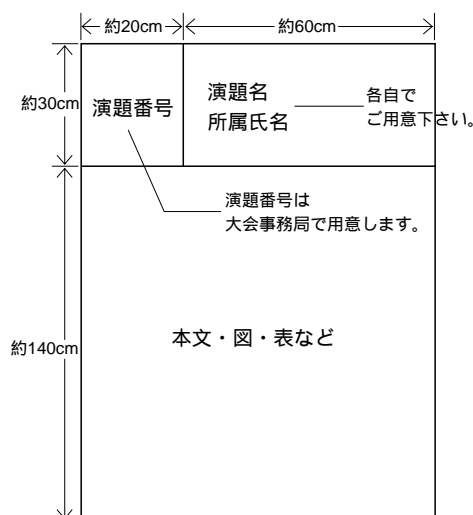 約20cm
約60cm
約30cm
演題番号
演題名
所属氏名
各自で
ご用意下さい。
演題番号は
大会事務局で用意します。
本文・図・表など
約140cm